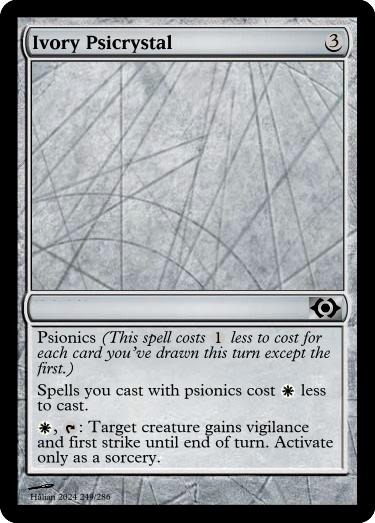 Ivory Psicrystal 3
Psionics (This spell costs 1 less to cost for
each card you've drawn this turn except the
first.)
Spells you cast with psionics cost less
to cast.
, : Target creature gains vigilance
and first strike until end of turn. Activate
only as a sorcery.
Hálian 2024 249/286